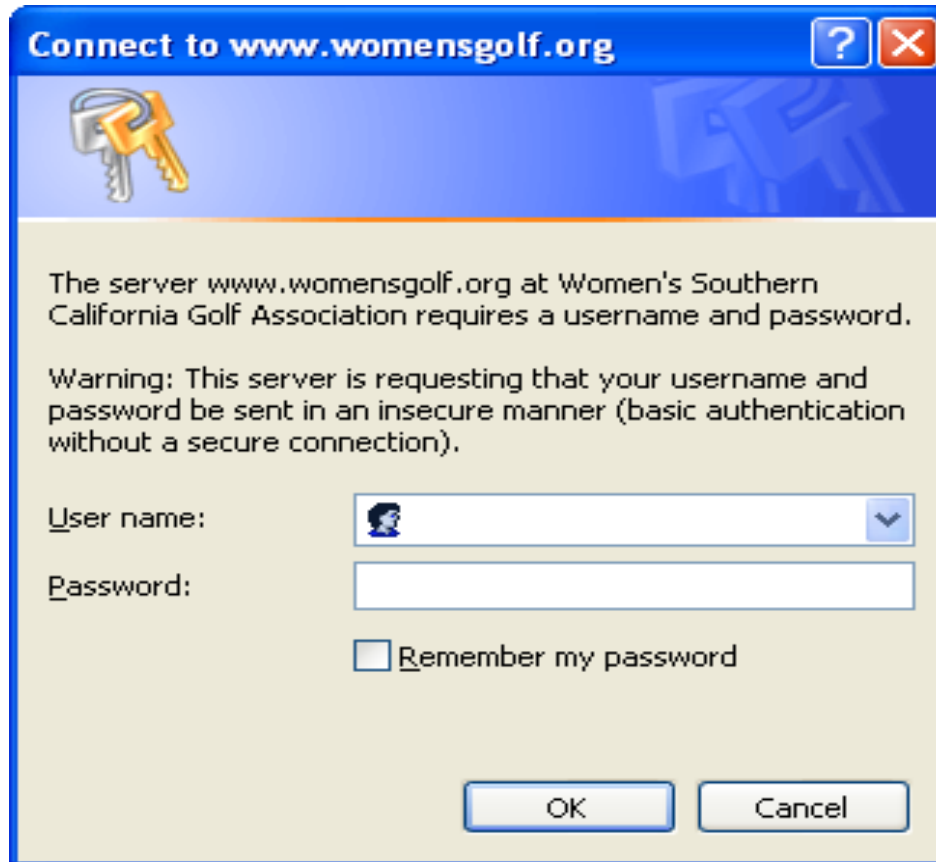 Connect to www.womensgolf.org
The server www.womensgolf.org at Women's Southern
California Golf Association requires a username and password.
Warning: This server is requesting that your username and
password be sent in an insecure manner (basic authentication
without a secure connection).
User name:
Password:
Remember my password
OK Cancel